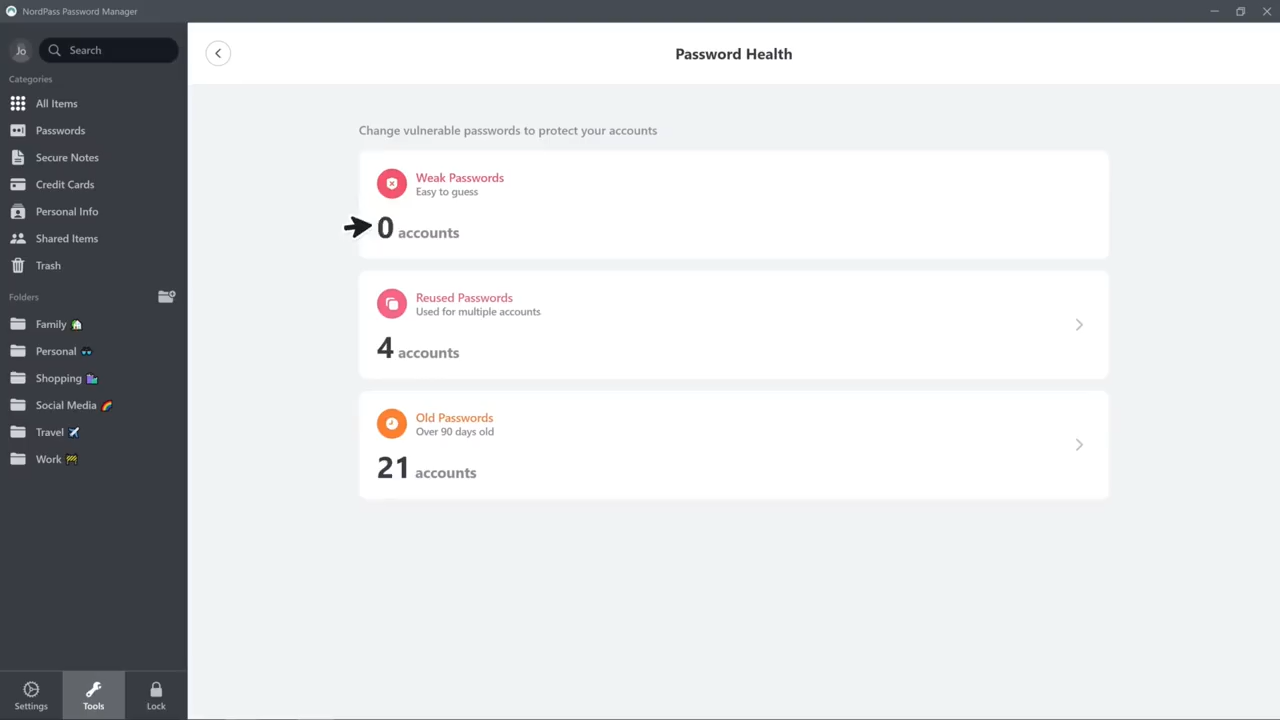 NordPass Password Manager
Jo
Search
Categories
All Items
Passwords
Secure Notes
Credit Cards
Personal Info
Shared Items
Trash
Folders
Family
Personal
Shopping
Social Media
Travel
Work
Settings
Tools
Lock
Password Health
Change vulnerable passwords to protect your accounts
Weak Passwords
Easy to guess
0 accounts
Reused Passwords
Used for multiple accounts
4 accounts
Old Passwords
Over 90 days old
21 accounts